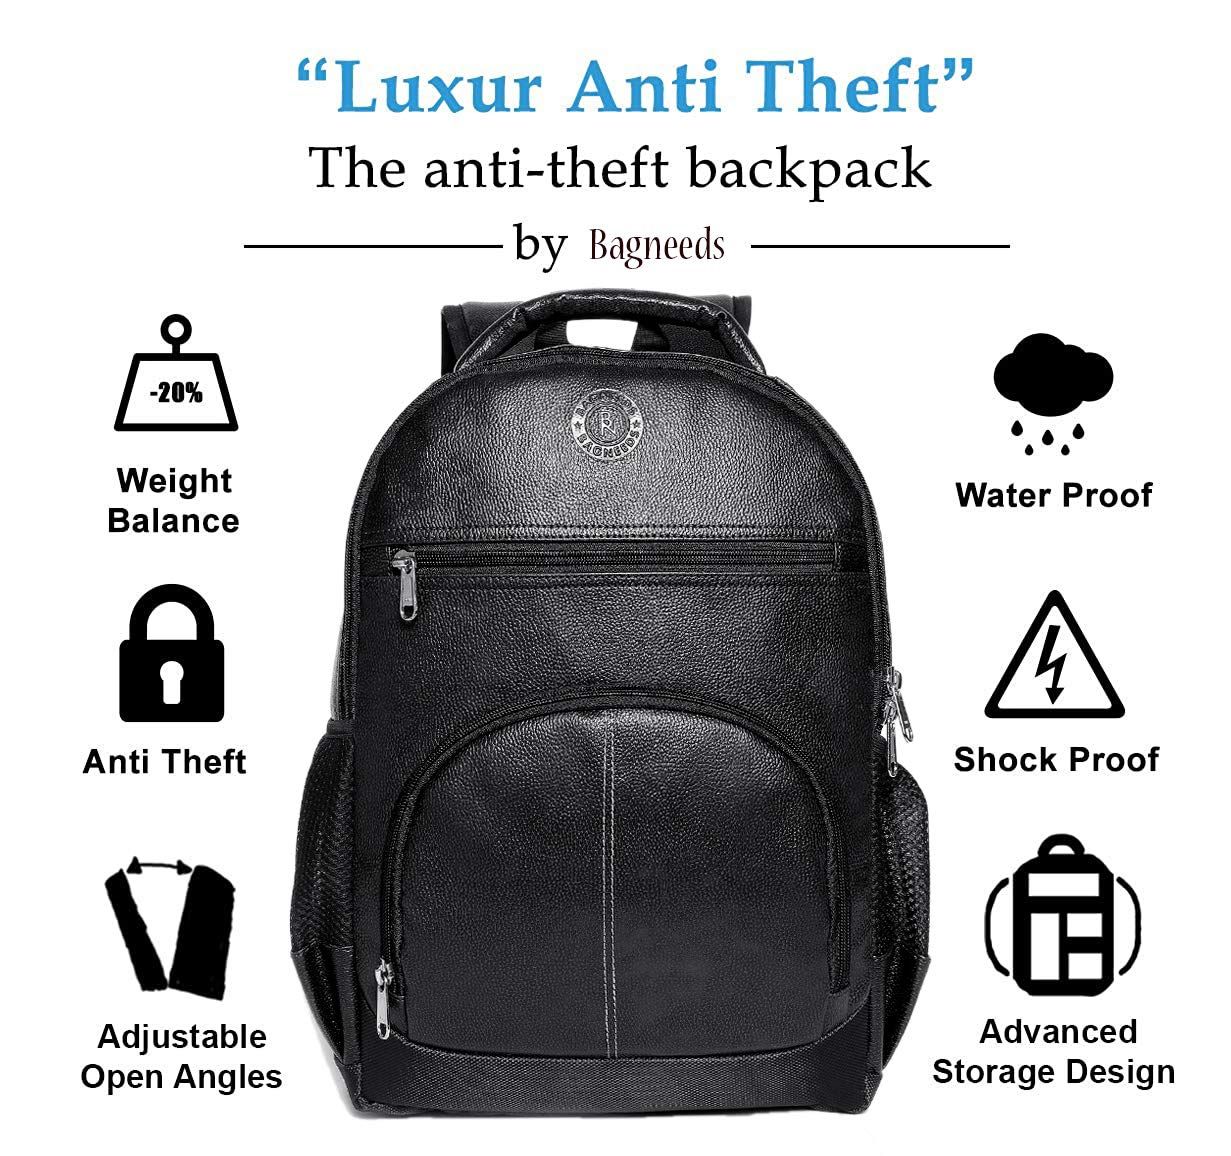 “Luxur Anti Theft”
The anti-theft backpack
by Bagneeds
-20%
Weight
Balance
Water Proof
BAGNEEDS
Anti Theft
Shock Proof
Adjustable
Open Angles
Advanced
Storage Design